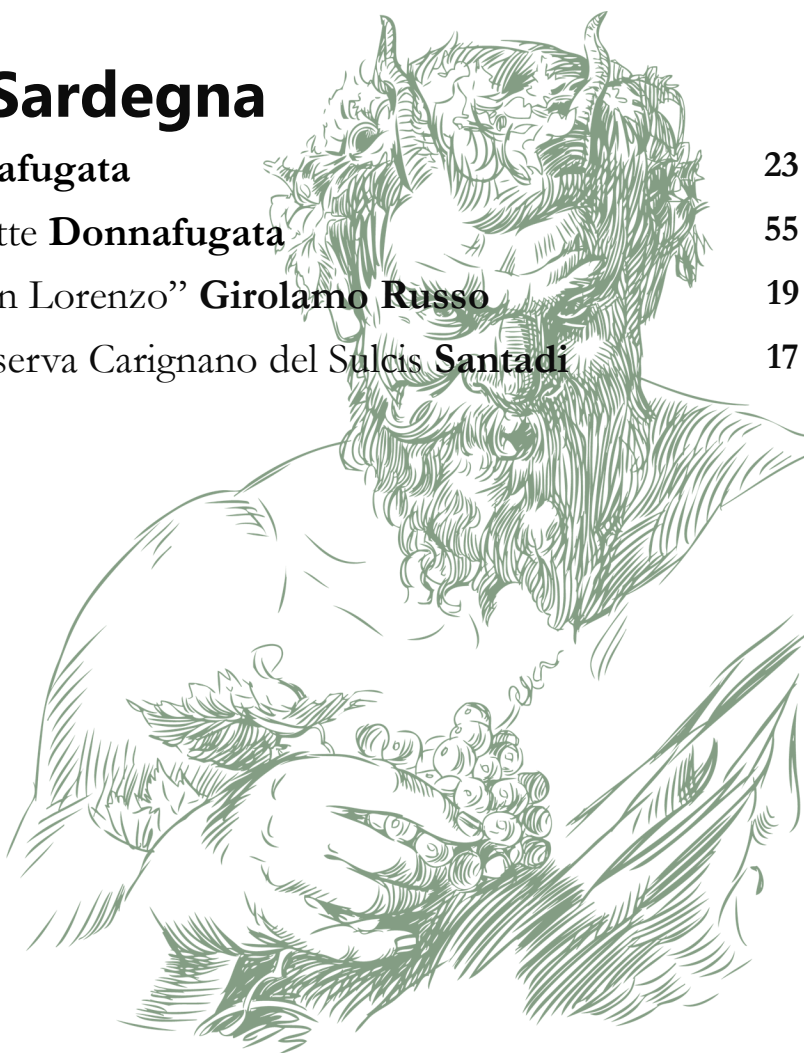 Sardegna
afugata 23
tte Donnafugata 55
n Lorenzo” Girolamo Russo 19
serva Carignano del Sulcis Santadi 17